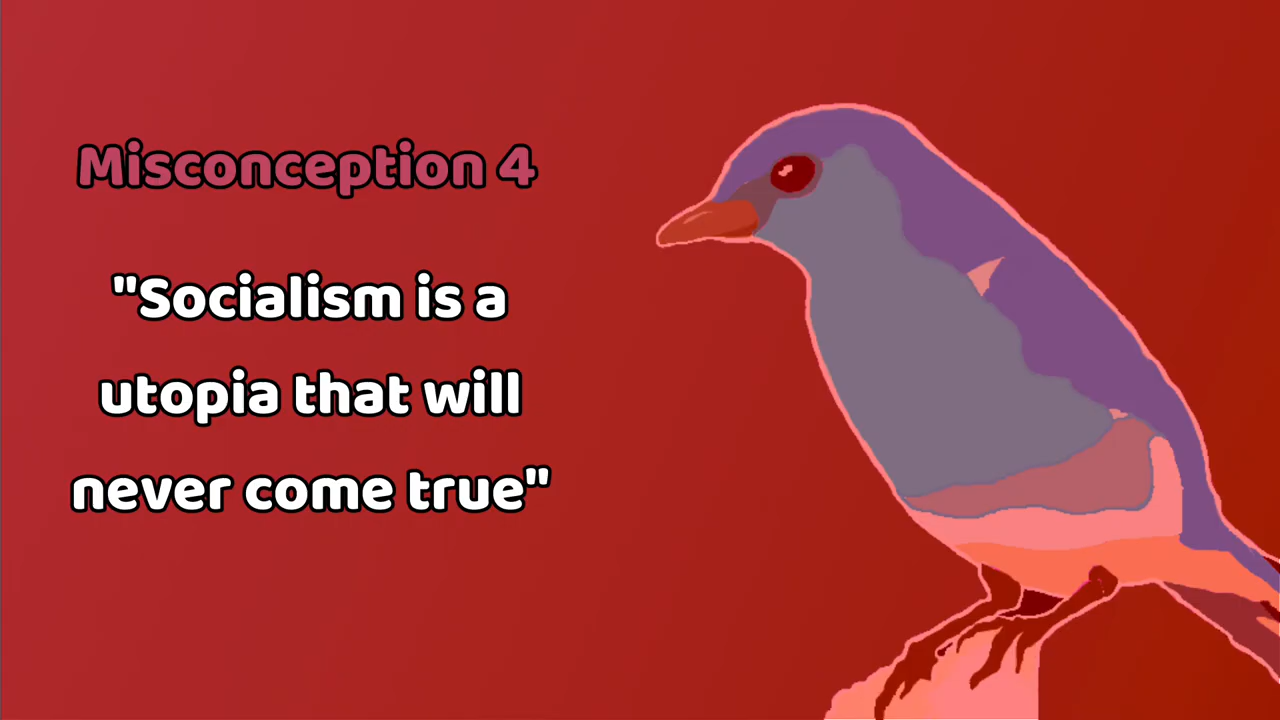 Misconception 4
"Socialism is a
utopia that will
never come true"